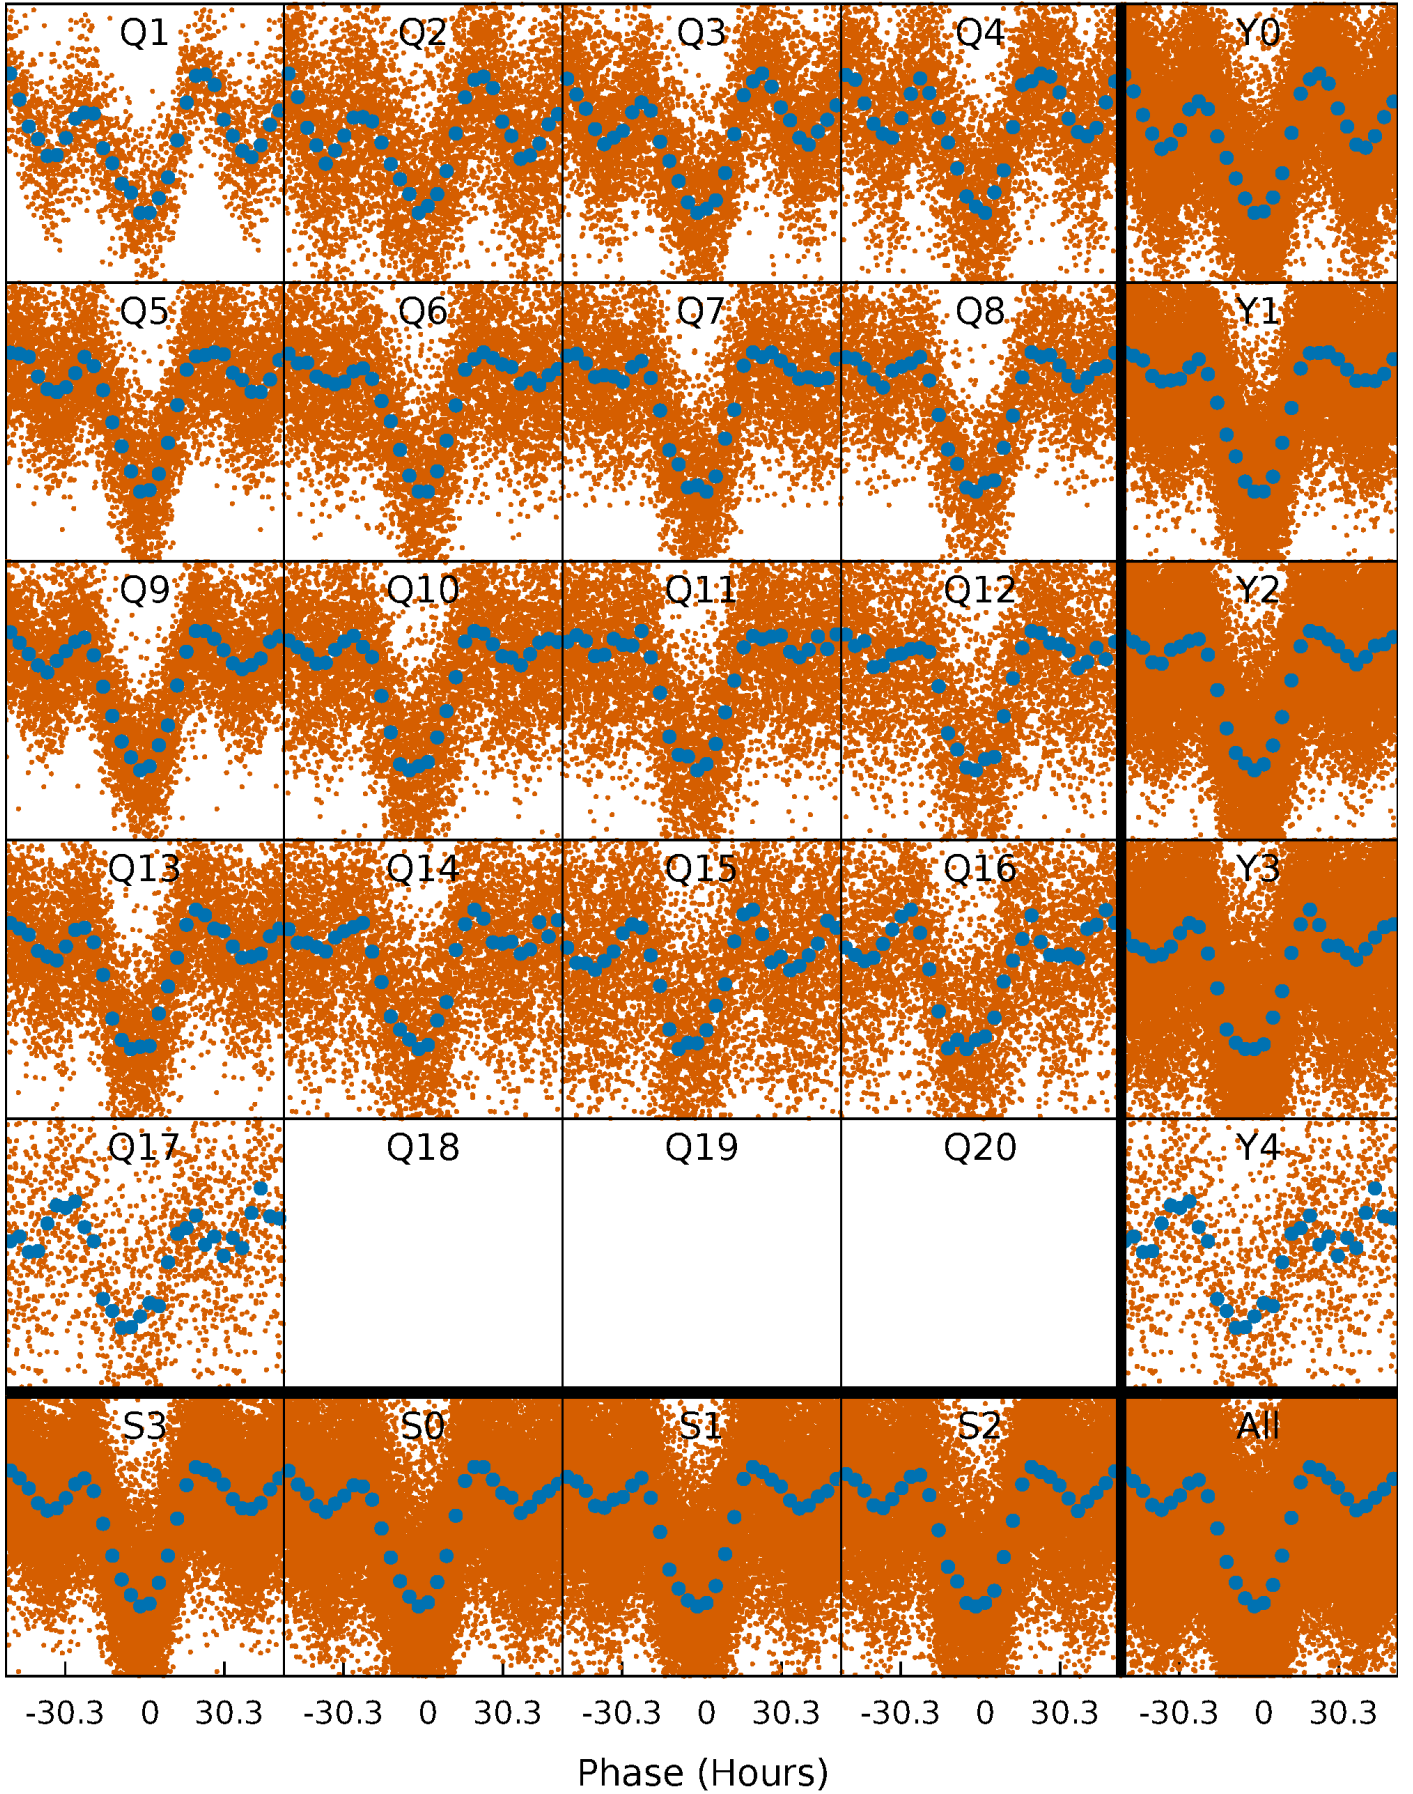 Q1 Q2 Q3 Q4 Y0
Q5 Q6 Q7 Q8 Y1
Q9 Q10 Q11 Q12 Y2
Q13 Q14 Q15 Q16 Y3
Q17 Q18 Q19 Q20 Y4
S3 S0 S1 S2 All
-30.3 0 30.3 -30.3 0 30.3 -30.3 0 30.3 -30.3 0 30.3 -30.3 0 30.3
Phase (Hours)